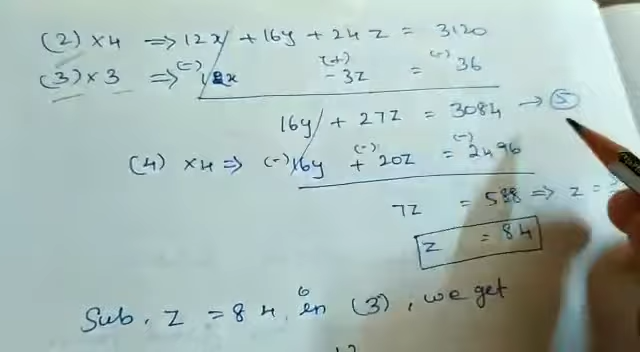 (2) × 4 ⇒ 12x + 16y + 24z = 3120
(3) × 3 ⇒ (-) 12x (+) - 3z = (-) 36
16y + 27z = 3084 → (5)
(4) × 4 ⇒ (-) 16y (-) + 20z = (-) 2496
7z = 588 ⇒ z =
z = 84
Sub, z = 84 in (3), we get
12